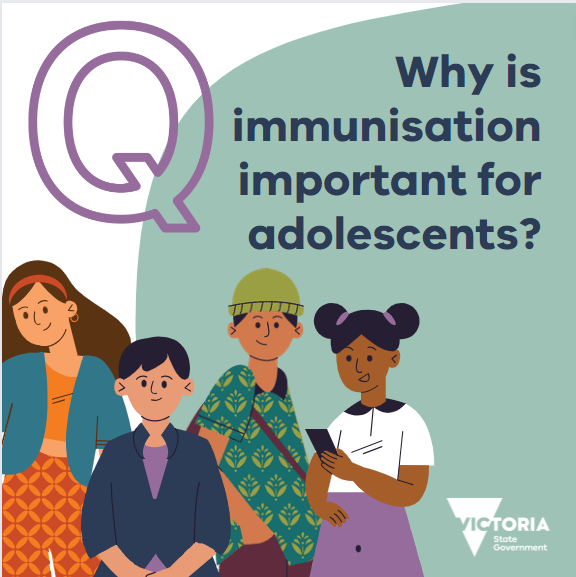 Q
Why is
immunisation
important for
adolescents?
VICTORIA
State
Government